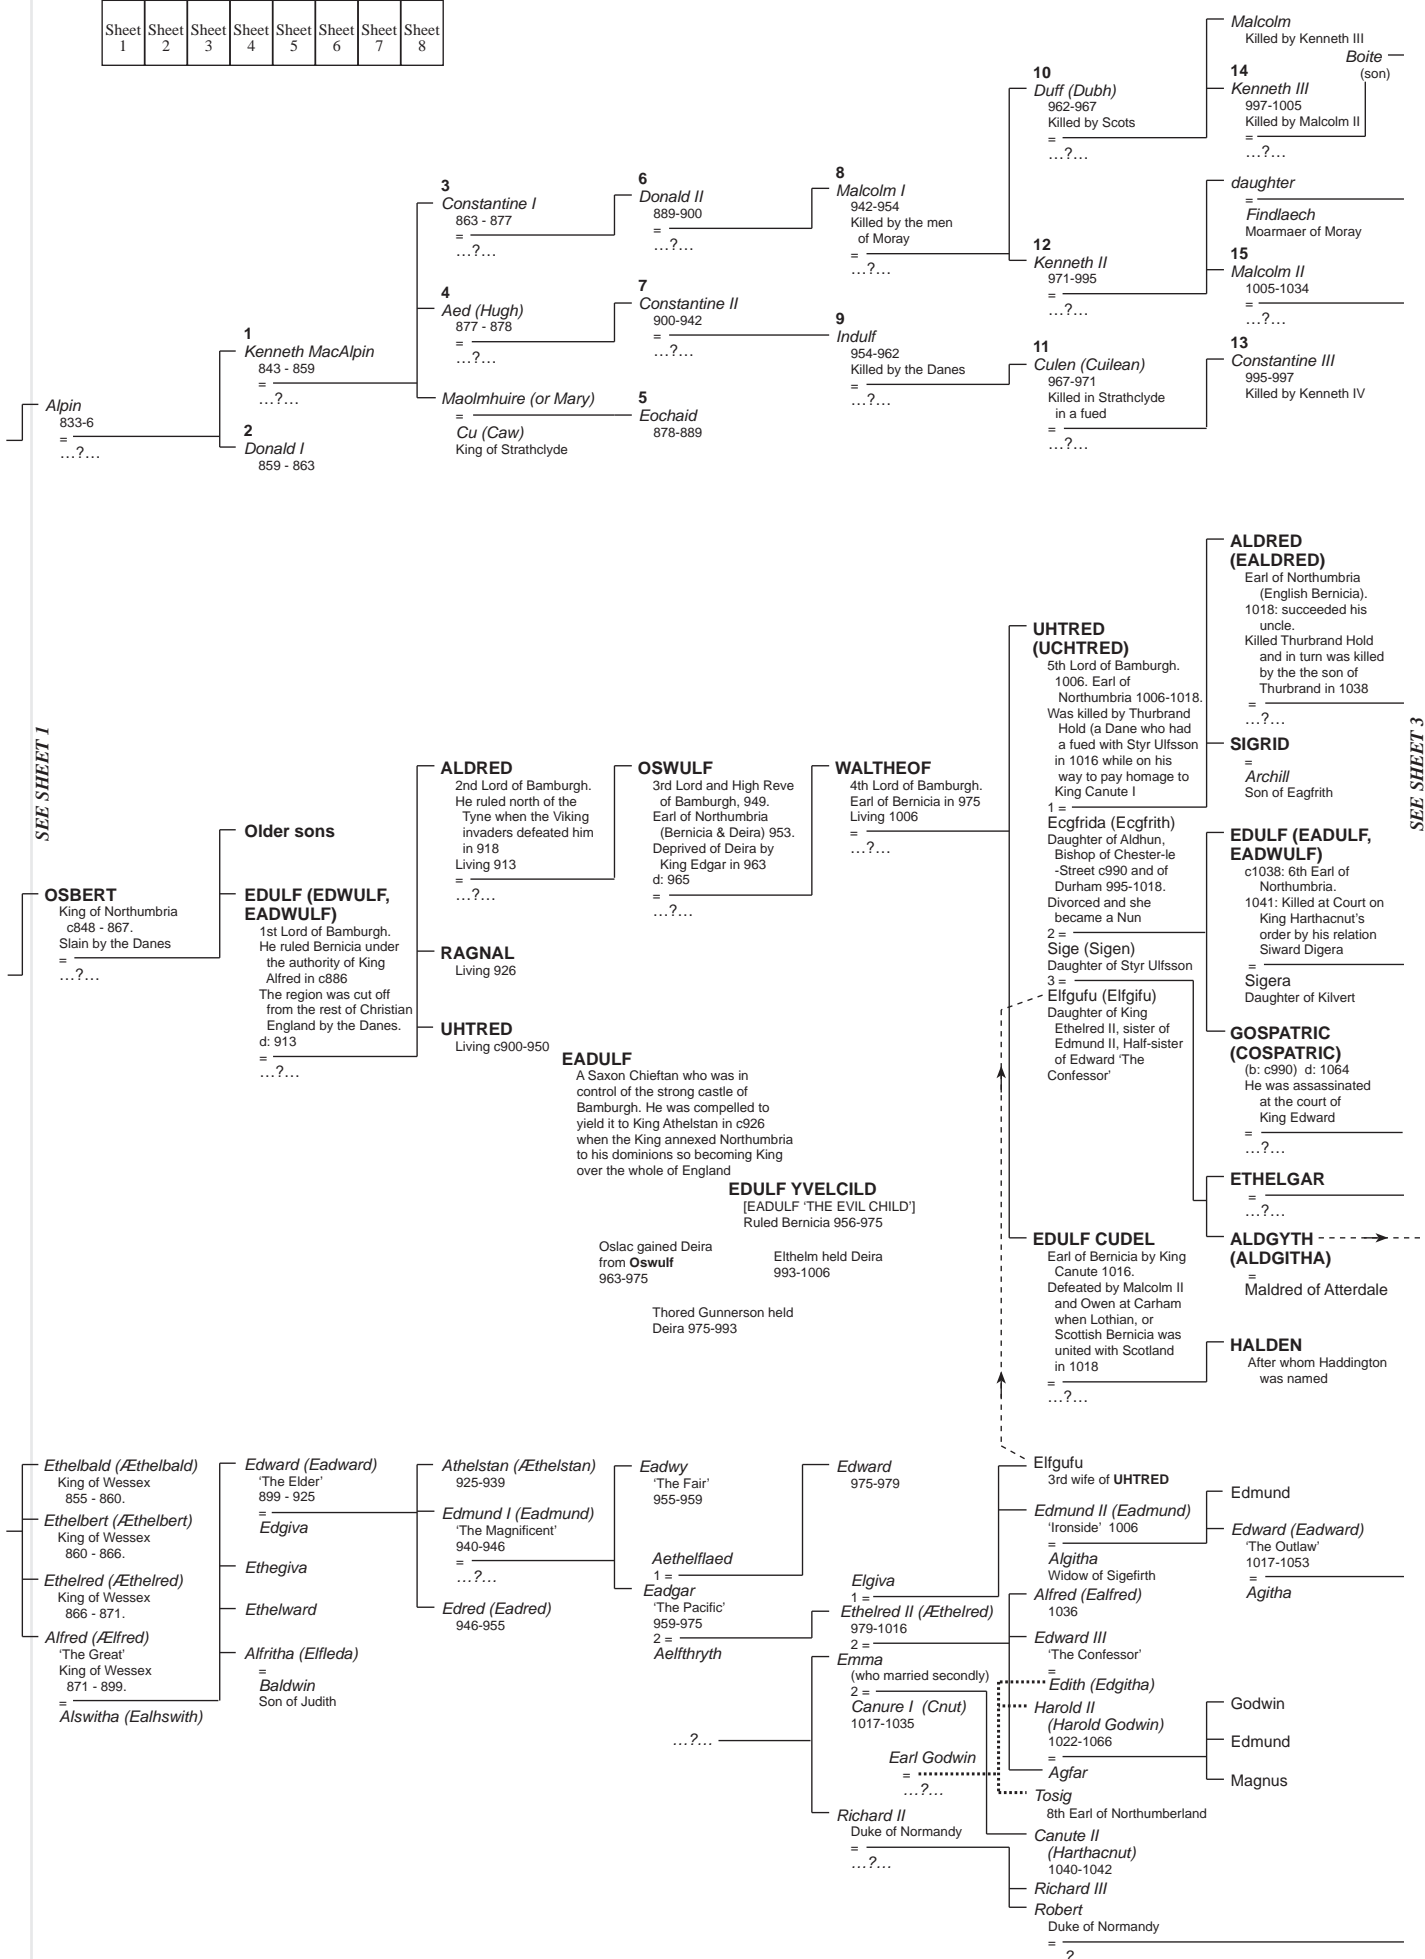 Sheet 1
Sheet 2
Sheet 3
Sheet 4
Sheet 5
Sheet 6
Sheet 7
Sheet 8
SEE SHEET 1
Alpin
833-6
=
…?…
1
Kenneth MacAlpin
843 - 859
=
…?…
2
Donald I
859 - 863
3
Constantine I
863 - 877
=
…?…
4
Aed (Hugh)
877 - 878
=
…?…
Maolmhuire (or Mary)
=
Cu (Caw)
King of Strathclyde
6
Donald II
889-900
=
…?…
7
Constantine II
900-942
=
…?…
5
Eochaid
878-889
8
Malcolm I
942-954
Killed by the men
of Moray
=
…?…
9
Indulf
954-962
Killed by the Danes
=
…?…
10
Duff (Dubh)
962-967
Killed by Scots
=
…?…
12
Kenneth II
971-995
=
…?…
11
Culen (Cuilean)
967-971
Killed in Strathclyde
in a fued
=
…?…
Malcolm
Killed by Kenneth III
Boite
(son)
14
Kenneth III
997-1005
Killed by Malcolm II
=
…?…
daughter
=
Findlaech
Moarmaer of Moray
15
Malcolm II
1005-1034
=
…?…
13
Constantine III
995-997
Killed by Kenneth IV
OSBERT
King of Northumbria
c848 - 867.
Slain by the Danes
=
…?…
Older sons
EDULF (EDWULF,
EADWULF)
1st Lord of Bamburgh.
He ruled Bernicia under
the authority of King
Alfred in c886
The region was cut off
from the rest of Christian
England by the Danes.
d: 913
=
…?…
ALDRED
2nd Lord of Bamburgh.
He ruled north of the
Tyne when the Viking
invaders defeated him
in 918
Living 913
=
…?…
RAGNAL
Living 926
UHTRED
Living c900-950
OSWULF
3rd Lord and High Reve
of Bamburgh, 949.
Earl of Northumbria
(Bernicia & Deira) 953.
Deprived of Deira by
King Edgar in 963
d: 965
=
…?…
EADULF
A Saxon Chieftan who was in
control of the strong castle of
Bamburgh. He was compelled to
yield it to King Athelstan in c926
when the King annexed Northumbria
to his dominions so becoming King
over the whole of England
EDULF YVELCILD
[EADULF ‘THE EVIL CHILD’]
Ruled Bernicia 956-975
Oslac gained Deira
from Oswulf
963-975
Elthelm held Deira
993-1006
Thored Gunnerson held
Deira 975-993
WALTHEOF
4th Lord of Bamburgh.
Earl of Bernicia in 975
Living 1006
=
…?…
UHTRED
(UCHTRED)
5th Lord of Bamburgh.
1006. Earl of
Northumbria 1006-1018.
Was killed by Thurbrand
Hold (a Dane who had
a fued with Styr Ulfsson
in 1016 while on his
way to pay homage to
King Canute I
1 =
Ecgfrida (Ecgfrith)
Daughter of Aldhun,
Bishop of Chester-le
-Street c990 and of
Durham 995-1018.
Divorced and she
became a Nun
2 =
Sige (Sigen)
Daughter of Styr Ulfsson
3 =
Elfgufu (Elfgifu)
Daughter of King
Ethelred II, sister of
Edmund II, Half-sister
of Edward ‘The
Confessor’
EDULF CUDEL
Earl of Bernicia by King
Canute 1016.
Defeated by Malcolm II
and Owen at Carham
when Lothian, or
Scottish Bernicia was
united with Scotland
in 1018
=
…?…
ALDRED
(EALDRED)
Earl of Northumbria
(English Bernicia).
1018: succeeded his
uncle.
Killed Thurbrand Hold
and in turn was killed
by the the son of
Thurbrand in 1038
=
…?…
SIGRID
=
Archill
Son of Eagfrith
EDULF (EADULF,
EADWULF)
c1038: 6th Earl of
Northumbria.
1041: Killed at Court on
King Harthacnut’s
order by his relation
Siward Digera
=
Sigera
Daughter of Kilvert
GOSPATRIC
(COSPATRIC)
(b: c990) d: 1064
He was assassinated
at the court of
King Edward
=
…?…
ETHELGAR
=
…?…
ALDGYTH
(ALDGITHA)
=
Maldred of Atterdale
HALDEN
After whom Haddington
was named
SEE SHEET 3
Ethelbald (Æthelbald)
King of Wessex
855 - 860.
Ethelbert (Æthelbert)
King of Wessex
860 - 866.
Ethelred (Æthelred)
King of Wessex
866 - 871.
Alfred (Ælfred)
‘The Great’
King of Wessex
871 - 899.
=
Alswitha (Ealhswith)
Edward (Eadward)
‘The Elder’
899 - 925
=
Edgiva
Ethegiva
Ethelward
Alfritha (Elfleda)
=
Baldwin
Son of Judith
Athelstan (Æthelstan)
925-939
Edmund I (Eadmund)
‘The Magnificent’
940-946
=
…?…
Edred (Eadred)
946-955
Eadwy
‘The Fair’
955-959
Aethelflaed
1 =
Eadgar
‘The Pacific’
959-975
2 =
Aelfthryth
…?…
Edward
975-979
Elgiva
1 =
Ethelred II (Æthelred)
979-1016
2 =
Emma
(who married secondly)
2 =
Canure I (Cnut)
1017-1035
Earl Godwin
=
…?…
Richard II
Duke of Normandy
=
…?…
Elfgufu
3rd wife of UHTRED
Edmund II (Eadmund)
‘Ironside’ 1006
=
Algitha
Widow of Sigefirth
Alfred (Ealfred)
1036
Edward III
‘The Confessor’
=
Edith (Edgitha)
Harold II
(Harold Godwin)
1022-1066
=
Agfar
Tosig
8th Earl of Northumberland
Canute II
(Harthacnut)
1040-1042
Richard III
Robert
Duke of Normandy
=
?
Edmund
Edward (Eadward)
‘The Outlaw’
1017-1053
=
Agitha
Godwin
Edmund
Magnus